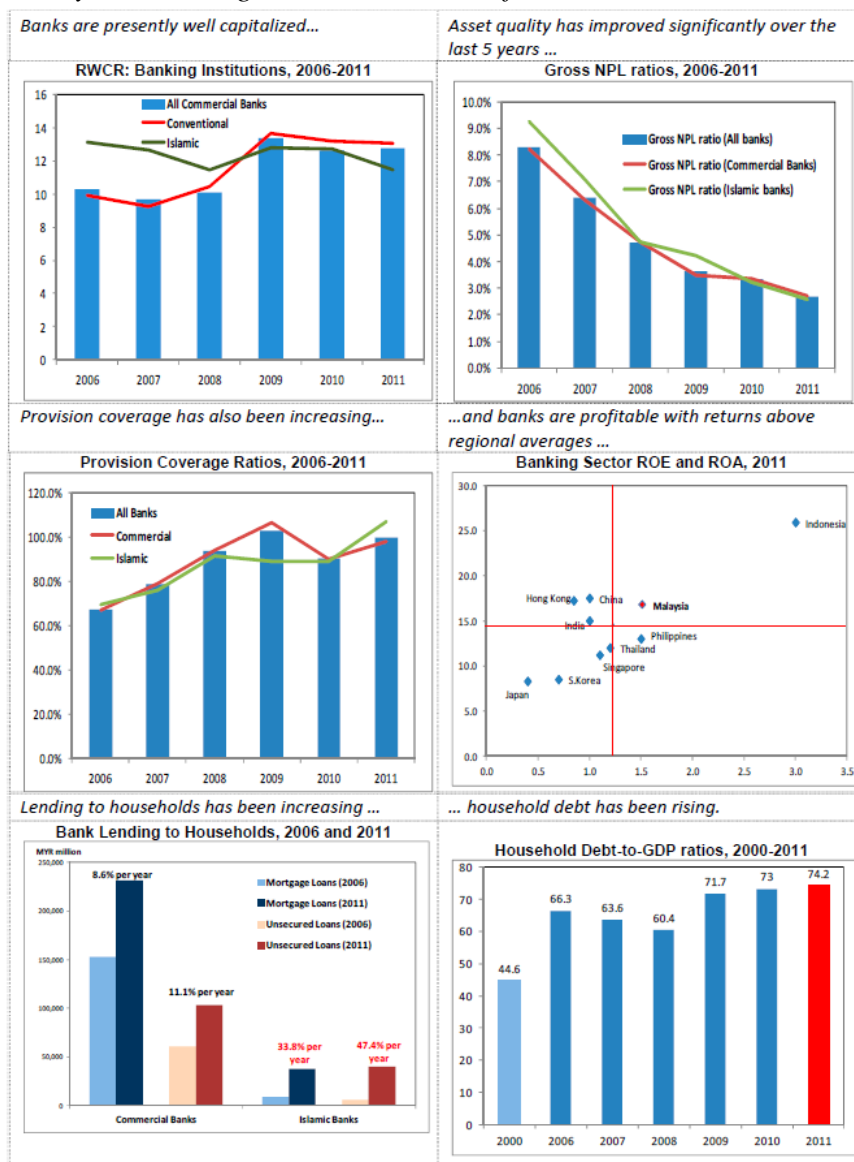 Banks are presently well capitalized…
RWCR: Banking Institutions, 2006-2011
16
14
12
10
8
6
4
2
0
All Commercial Banks
Conventional
Islamic
2006 2007 2008 2009 2010 2011
Asset quality has improved significantly over the
last 5 years …
Gross NPL ratios, 2006-2011
10.0%
9.0%
8.0%
7.0%
6.0%
5.0%
4.0%
3.0%
2.0%
1.0%
0.0%
Gross NPL ratio (All banks)
Gross NPL ratio (Commercial Banks)
Gross NPL ratio (Islamic banks)
2006 2007 2008 2009 2010 2011
Provision coverage has also been increasing…
Provision Coverage Ratios, 2006-2011
120.0%
100.0%
80.0%
60.0%
40.0%
20.0%
0.0%
All Banks
Commercial
Islamic
2006 2007 2008 2009 2010 2011
…and banks are profitable with returns above
regional averages …
Banking Sector ROE and ROA, 2011
30.0
25.0
20.0
15.0
10.0
5.0
0.0
Indonesia
Hong Kong
China
Malaysia
India
Philippines
Thailand
Singapore
S.Korea
Japan
0.0 0.5 1.0 1.5 2.0 2.5 3.0 3.5
Lending to households has been increasing …
Bank Lending to Households, 2006 and 2011
MYR million
250,000
200,000
150,000
100,000
50,000
0
8.6% per year
11.1% per year
33.8% per
year
47.4% per
year
Mortgage Loans (2006)
Mortgage Loans (2011)
Unsecured Loans (2006)
Unsecured Loans (2011)
Commercial Banks Islamic Banks
… household debt has been rising.
Household Debt-to-GDP ratios, 2000-2011
80
70
60
50
40
30
20
10
0
44.6
66.3
63.6
60.4
71.7
73
74.2
2000 2006 2007 2008 2009 2010 2011